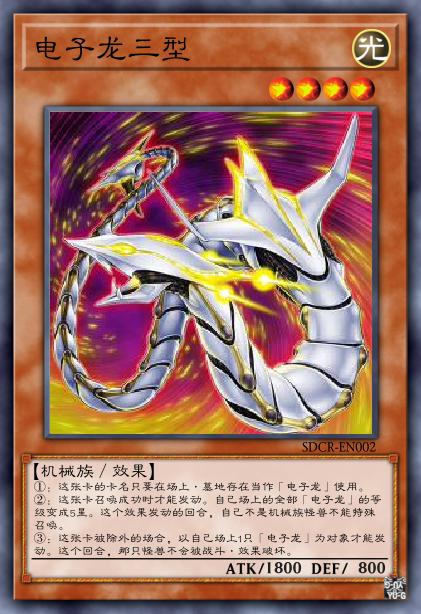 电子龙三型
光
SDCR-EN002
【机械族／效果】
①：这张卡的卡名只要在场上·墓地存在当作「电子龙」使用。
②：这张卡召唤成功时才能发动。自己场上的全部「电子龙」的等
级变成5星。这个效果发动的回合，自己不是机械族怪兽不能特殊
召唤。
③：这张卡被除外的场合，以自己场上1只「电子龙」为对象才能发
动。这个回合，那只怪兽不会被战斗·效果破坏。
ATK/1800 DEF/ 800